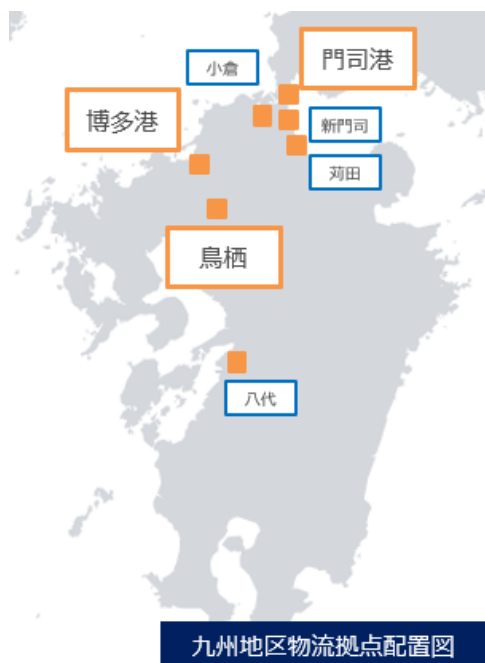 小倉
門司港
博多港
新門司
苅田
鳥栖
八代
九州地区物流拠点配置図